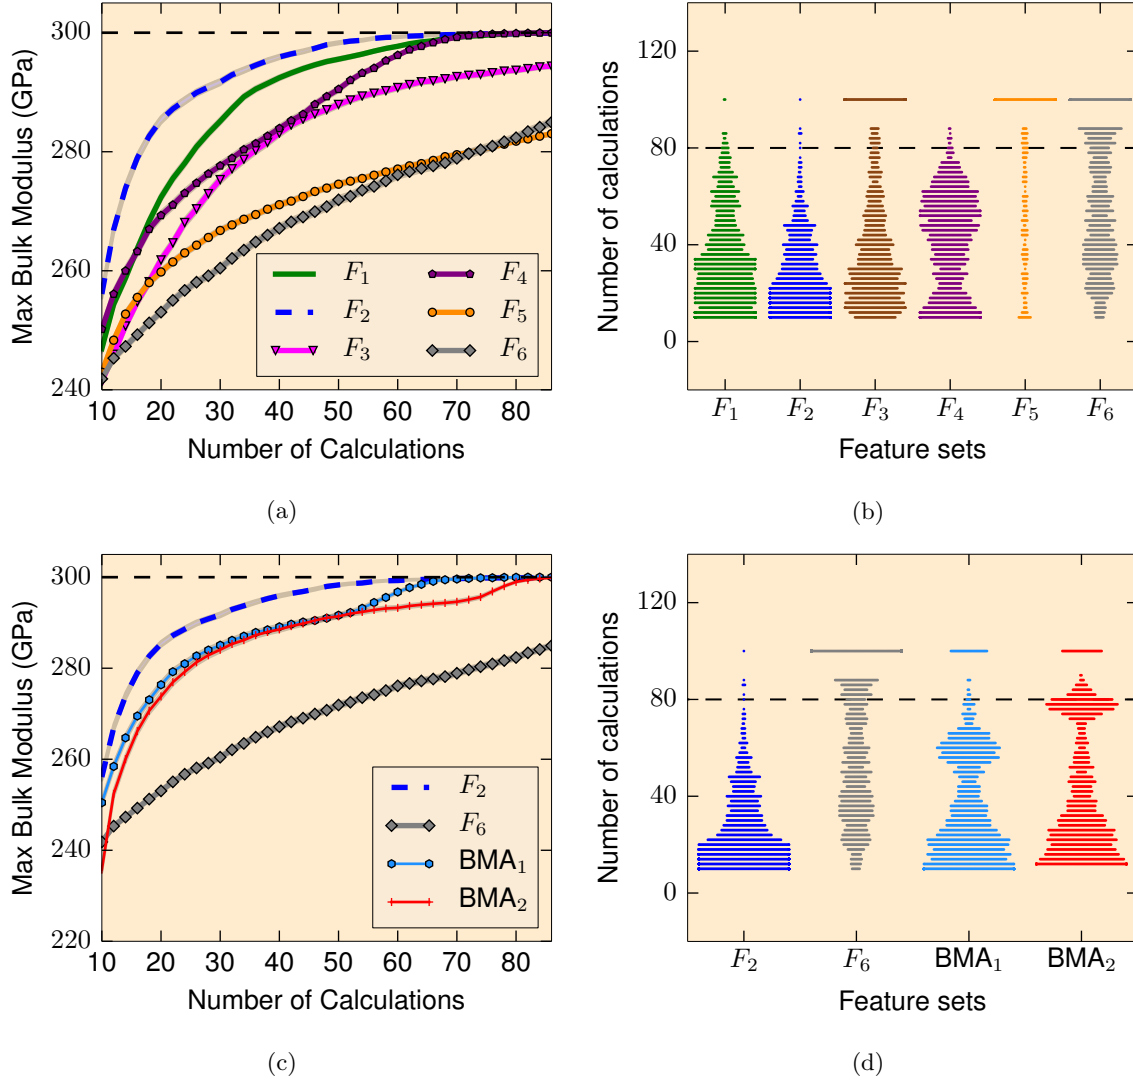 300
290
280
270
260
250
240
Max Bulk Modulus (GPa)
10 20 30 40 50 60 70 80
Number of Calculations
F1 F4
F2 F5
F3 F6
(a)
120
80
40
0
Number of calculations
F1 F2 F3 F4 F5 F6
Feature sets
(b)
300
280
260
240
220
Max Bulk Modulus (GPa)
10 20 30 40 50 60 70 80
Number of Calculations
F2
F6
BMA1
BMA2
(c)
120
80
40
0
Number of calculations
F2 F6 BMA1 BMA2
Feature sets
(d)